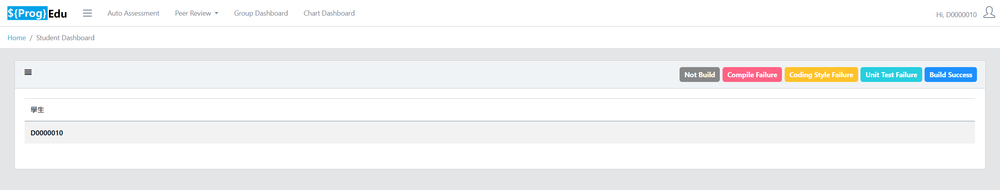 ${Prog}Edu Auto Assessment Peer Review Group Dashboard Chart Dashboard Hi, D0000010
Home / Student Dashboard
Not Build Compile Failure Coding Style Failure Unit Test Failure Build Success
學生
D0000010